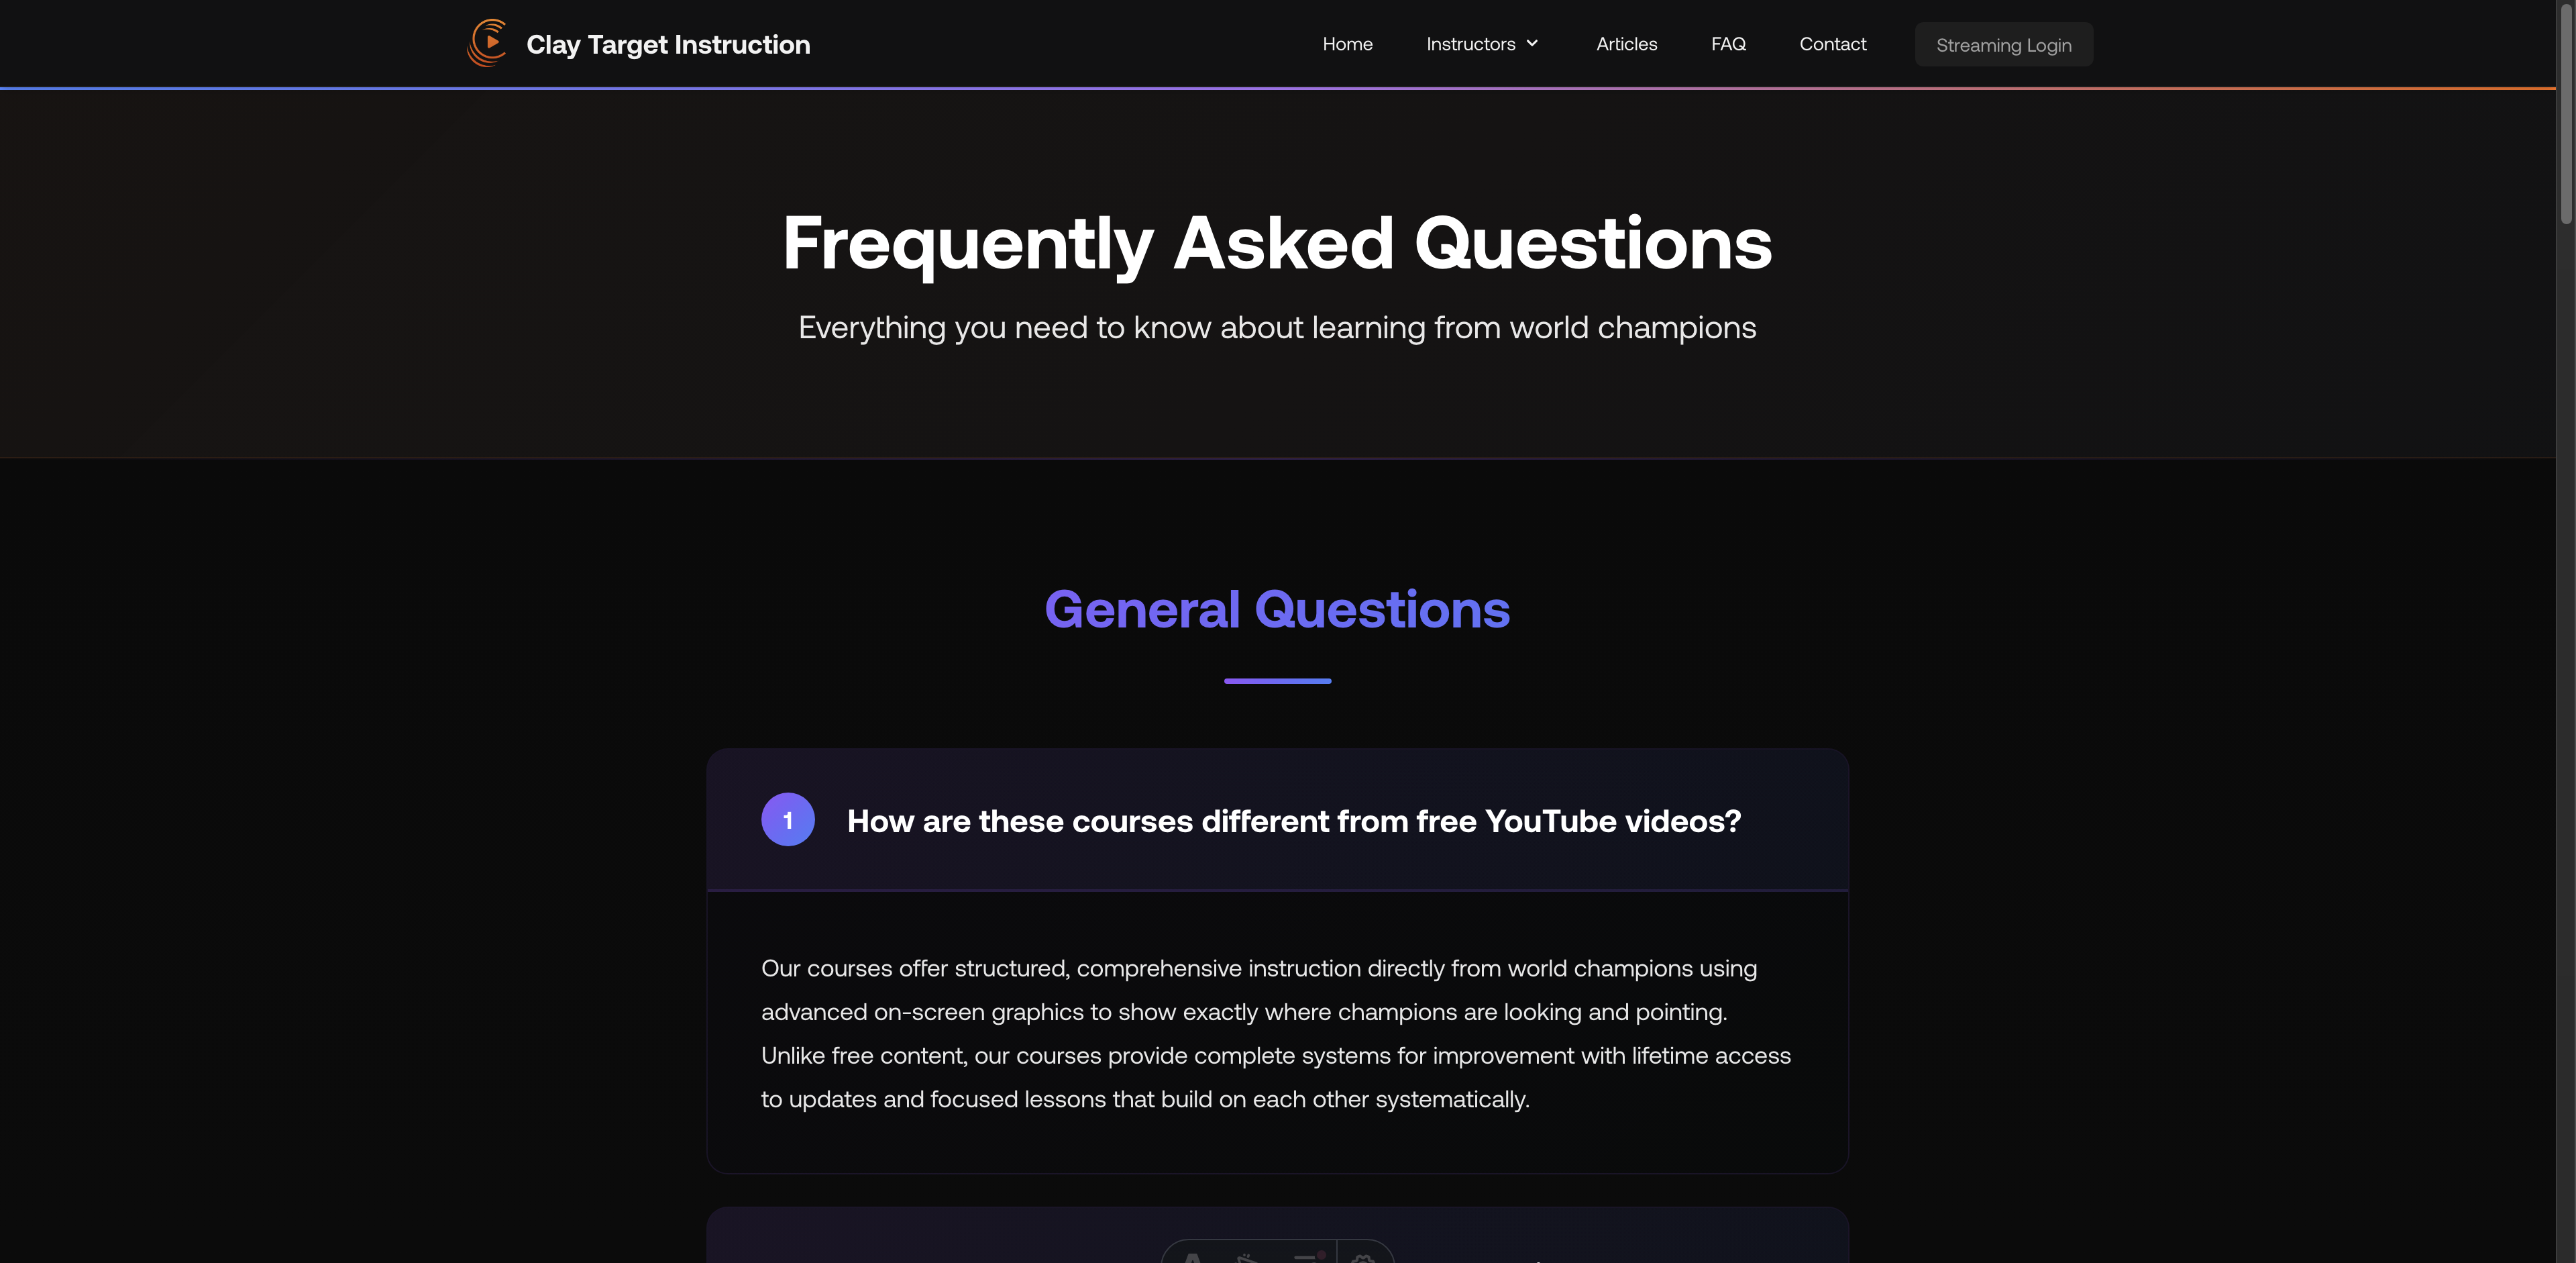 Clay Target Instruction
Home
Instructors
Articles
FAQ
Contact
Streaming Login
Frequently Asked Questions
Everything you need to know about learning from world champions
General Questions
1
How are these courses different from free YouTube videos?
Our courses offer structured, comprehensive instruction directly from world champions using
advanced on-screen graphics to show exactly where champions are looking and pointing.
Unlike free content, our courses provide complete systems for improvement with lifetime access
to updates and focused lessons that build on each other systematically.